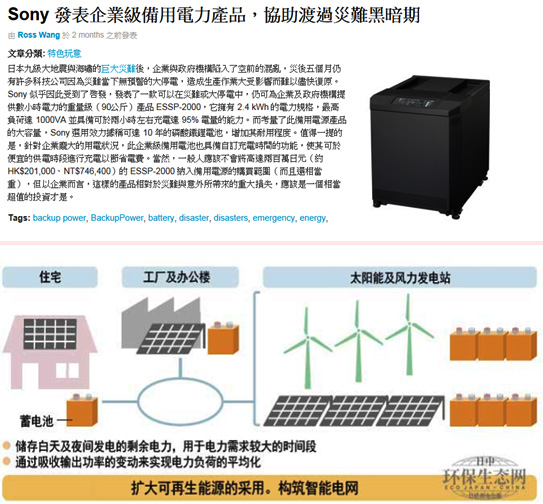 Sony 發表企業級備用電力產品，協助渡過災難黑暗期
由 Ross Wang 於 2 months 之前發表
文章分類: 特色玩意
日本九級大地震與海嘯的巨大災難後，企業與政府機構陷入了空前的混亂，災後五個月仍
有許多科技公司因為災難當下無預警的大停電，造成生產作業大受影響而難以儘快復原。
Sony 似乎因此受到了啓發，發表了一款可以在災難或大停電中，仍可為企業及政府機構提
供數小時電力的重量級（90公斤）產品 ESSP-2000，它擁有 2.4 kWh 的電力規格，最高
負荷達 1000VA 並具備可於兩小時左右充電達 95% 電量的能力。而考量了此備用電源產品
的大容量，Sony 選用效力據稱可達 10 年的磷酸鐵鋰電池，增加其耐用程度。值得一提的
是，針對企業龐大的用電狀況，此企業級備用電池也具備自訂充電時間的功能，使其可於
便宜的供電時段進行充電以節省電費。當然，一般人應該不會將高達近百萬日元（約
HK$201,000、NT$746,400）的 ESSP-2000 納入備用電源的購買範圍（而且還相當
重），但以企業而言，這樣的產品相對於災難與意外所帶來的重大損失，應該是一個相當
超值的投資才是。
Tags: backup power, BackupPower, battery, disaster, disasters, emergency, energy,
住宅
工厂及办公楼
太阳能及风力发电站
蓄电池
储存白天及夜间发电的剩余电力，用于电力需求较大的时间段
通过吸收输出功率的变动来实现电力负荷的平均化
日中
环保生态网
ECO JAPAN-CHINA
扩大可再生能源的采用。构筑智能电网